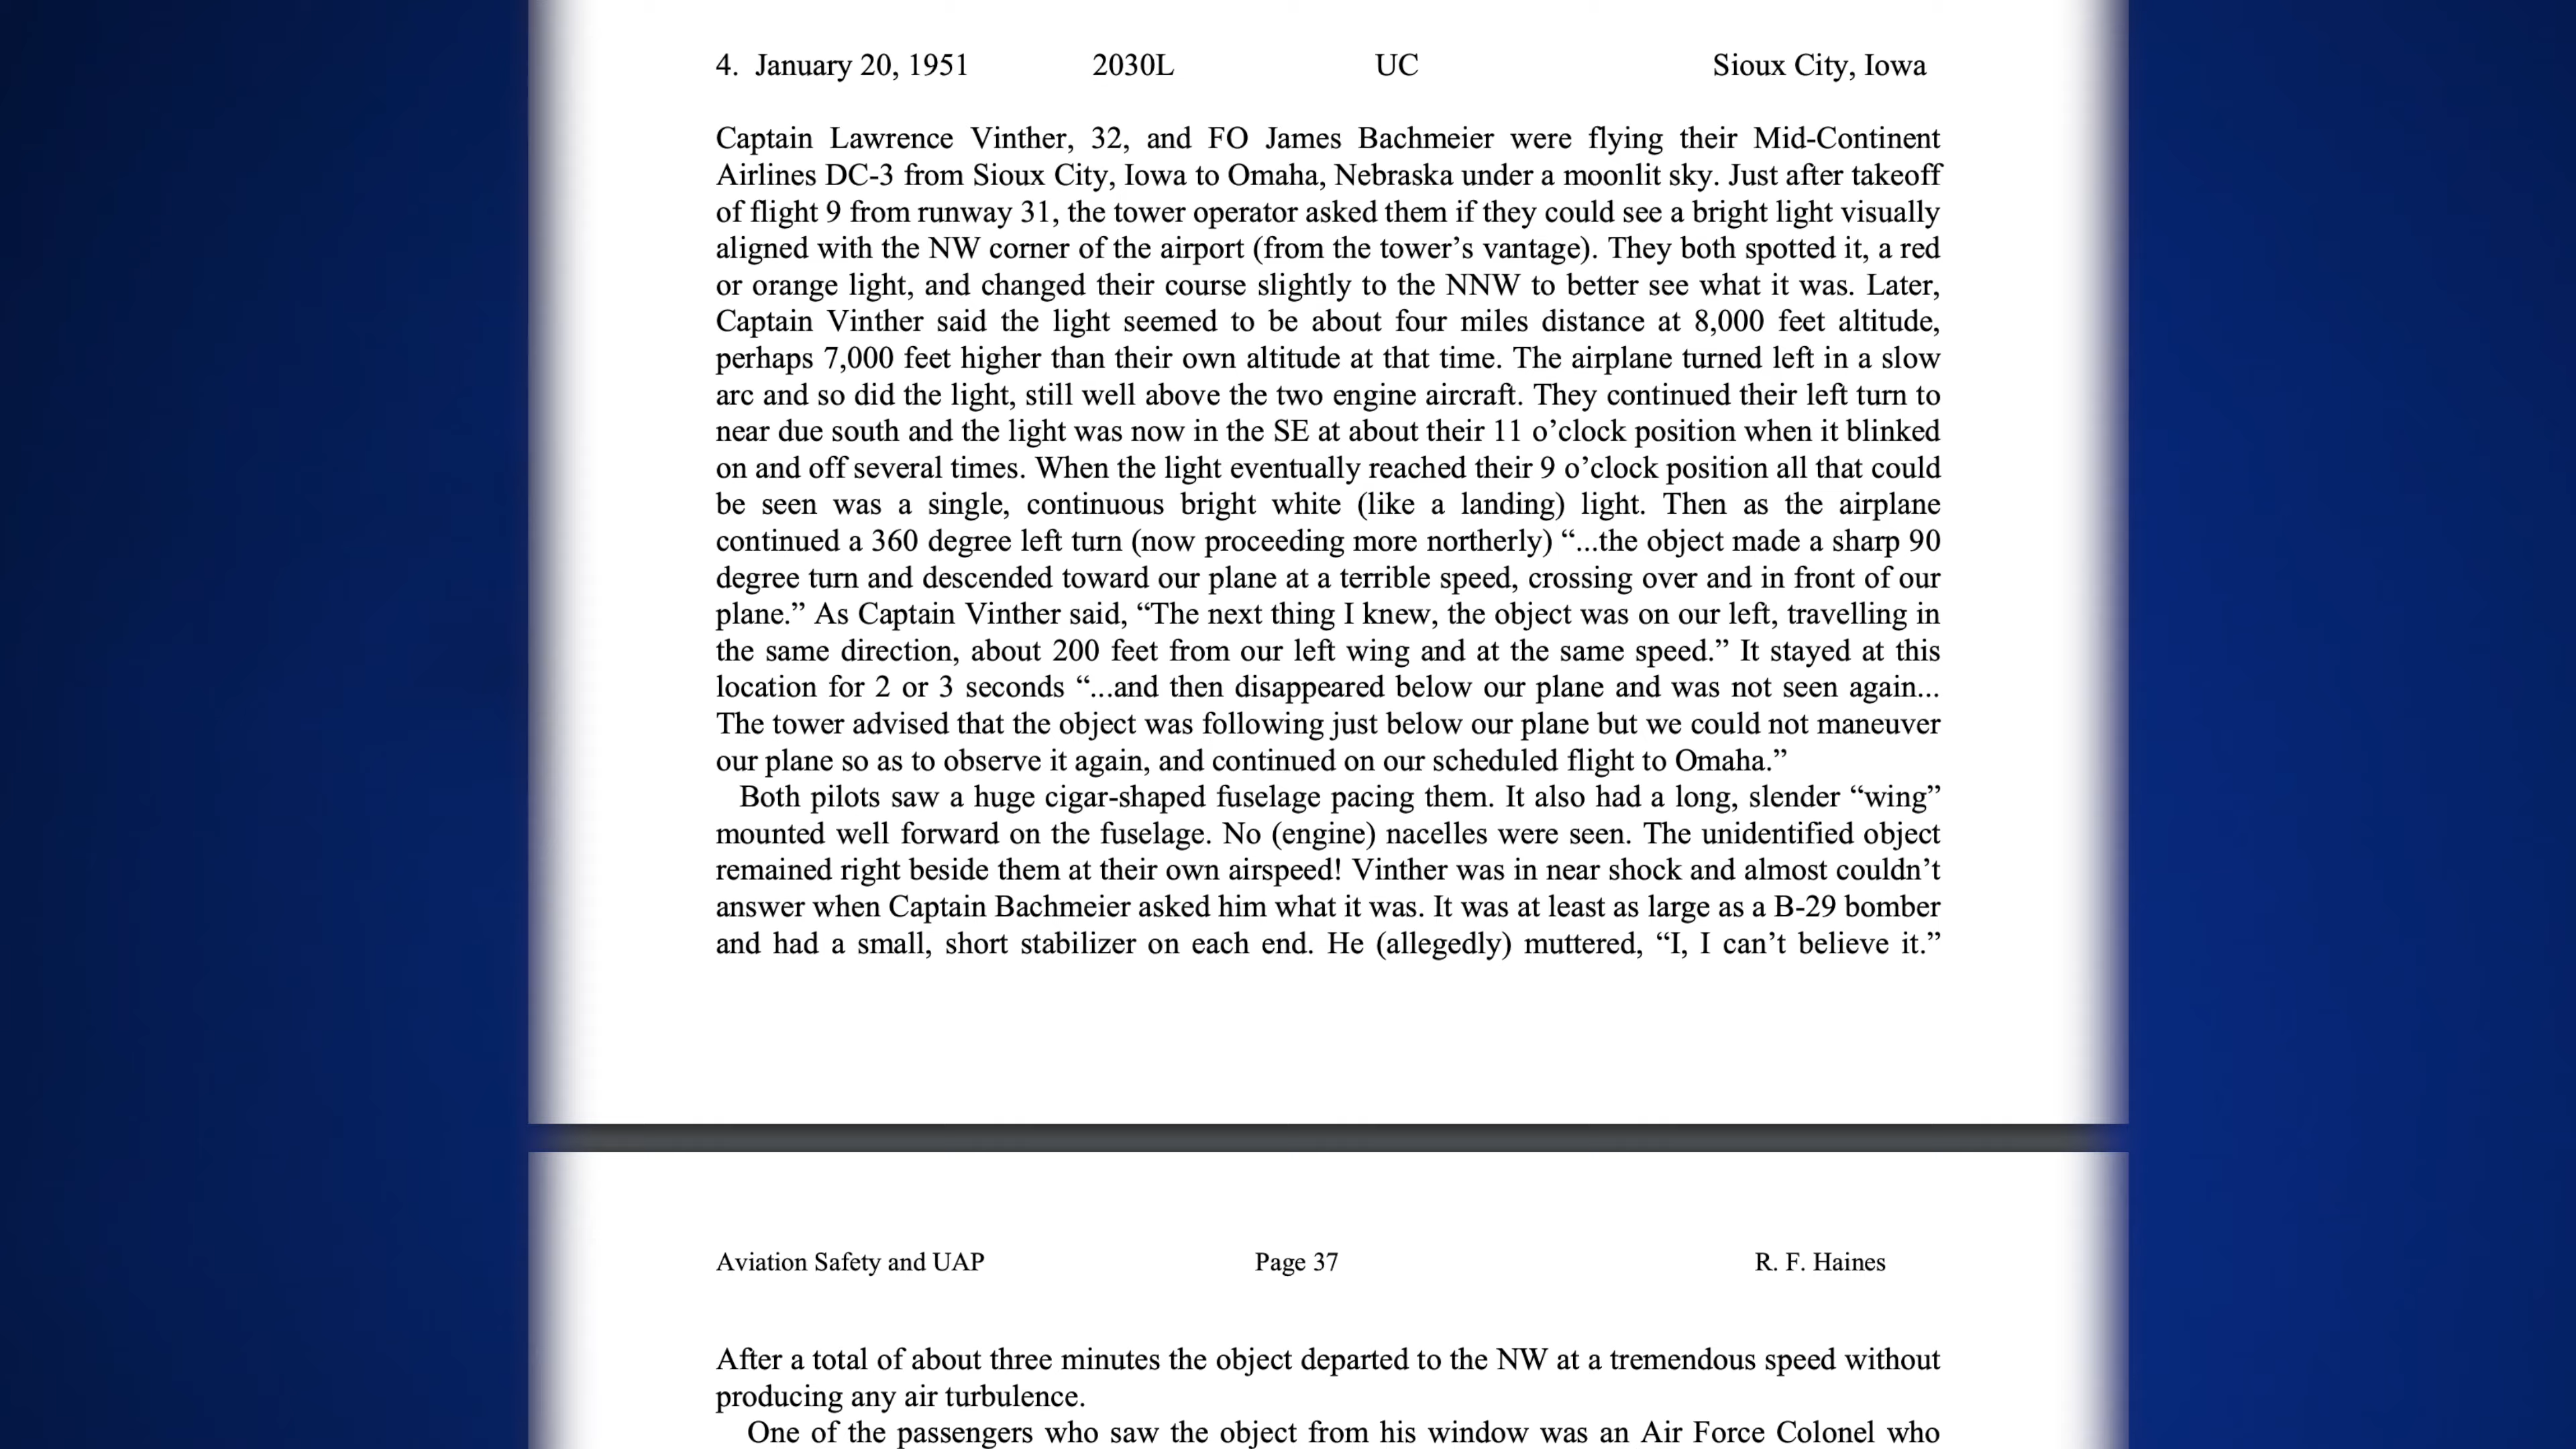 4. January 20, 1951 2030L UC Sioux City, Iowa
Captain Lawrence Vinther, 32, and FO James Bachmeier were flying their Mid-Continent
Airlines DC-3 from Sioux City, Iowa to Omaha, Nebraska under a moonlit sky. Just after takeoff
of flight 9 from runway 31, the tower operator asked them if they could see a bright light visually
aligned with the NW corner of the airport (from the tower’s vantage). They both spotted it, a red
or orange light, and changed their course slightly to the NNW to better see what it was. Later,
Captain Vinther said the light seemed to be about four miles distance at 8,000 feet altitude,
perhaps 7,000 feet higher than their own altitude at that time. The airplane turned left in a slow
arc and so did the light, still well above the two engine aircraft. They continued their left turn to
near due south and the light was now in the SE at about their 11 o’clock position when it blinked
on and off several times. When the light eventually reached their 9 o’clock position all that could
be seen was a single, continuous bright white (like a landing) light. Then as the airplane
continued a 360 degree left turn (now proceeding more northerly) “...the object made a sharp 90
degree turn and descended toward our plane at a terrible speed, crossing over and in front of our
plane.” As Captain Vinther said, “The next thing I knew, the object was on our left, travelling in
the same direction, about 200 feet from our left wing and at the same speed.” It stayed at this
location for 2 or 3 seconds “...and then disappeared below our plane and was not seen again...
The tower advised that the object was following just below our plane but we could not maneuver
our plane so as to observe it again, and continued on our scheduled flight to Omaha.”
Both pilots saw a huge cigar-shaped fuselage pacing them. It also had a long, slender “wing”
mounted well forward on the fuselage. No (engine) nacelles were seen. The unidentified object
remained right beside them at their own airspeed! Vinther was in near shock and almost couldn’t
answer when Captain Bachmeier asked him what it was. It was at least as large as a B-29 bomber
and had a small, short stabilizer on each end. He (allegedly) muttered, “I, I can’t believe it.”
Aviation Safety and UAP Page 37 R. F. Haines
After a total of about three minutes the object departed to the NW at a tremendous speed without
producing any air turbulence.
One of the passengers who saw the object from his window was an Air Force Colonel who